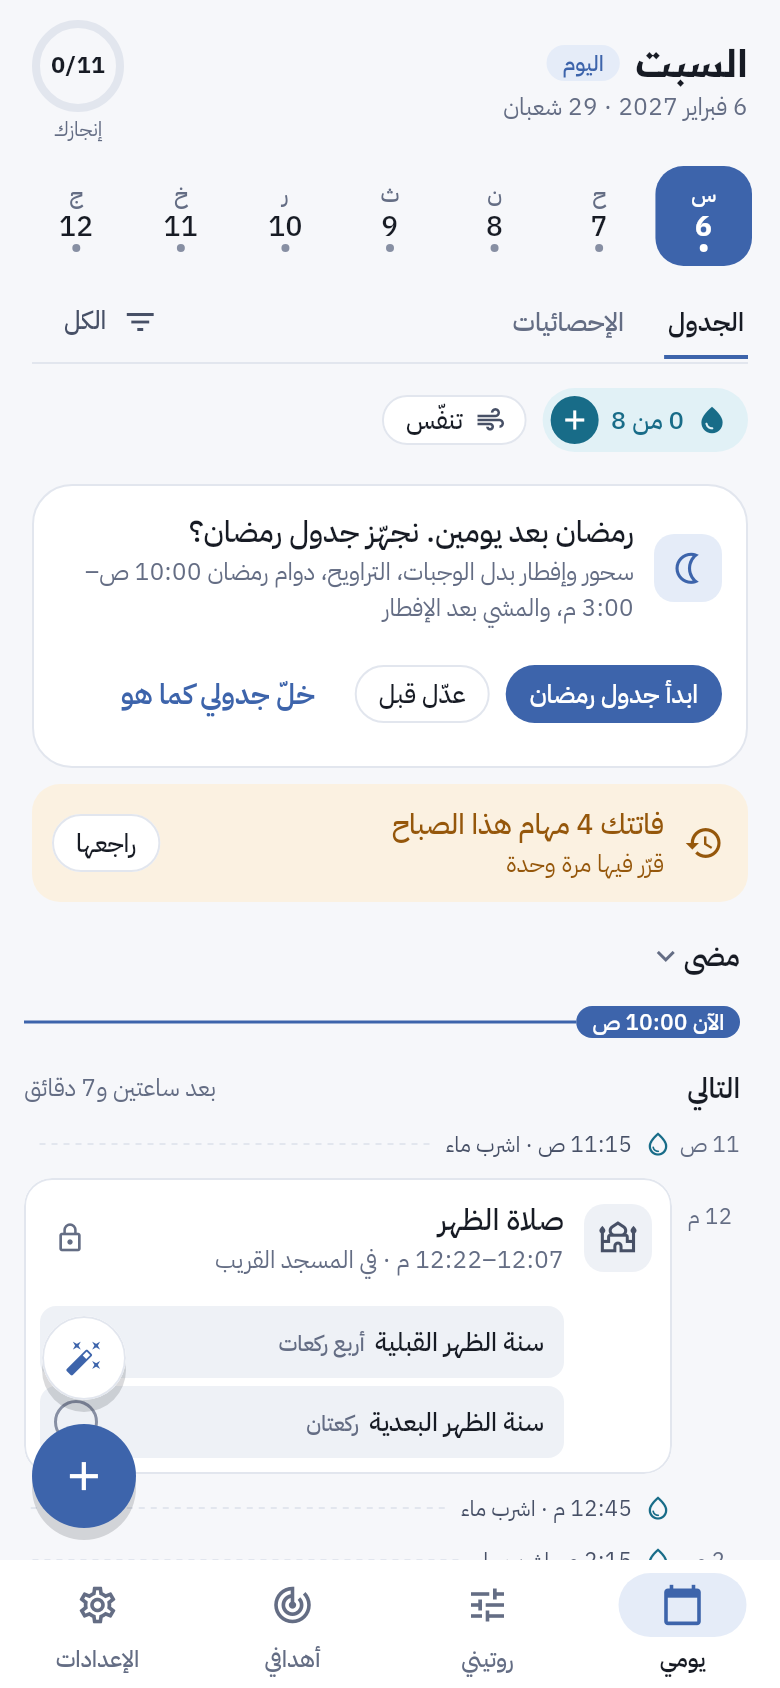 السبت اليوم
6 فبراير 2027 · 29 شعبان
0/11
إنجازك
س ح ن ث ر خ ج
6 7 8 9 10 11 12
الجدول الإحصائيات الكل
0 من 8 تنفّس
رمضان بعد يومين. نجهّز جدول رمضان؟
سحور وإفطار بدل الوجبات، التراويح، دوام رمضان 10:00 ص–
3:00 م، والمشي بعد الإفطار
ابدأ جدول رمضان عدّل قبل خلّ جدولي كما هو
فاتتك 4 مهام هذا الصباح
قرّر فيها مرة وحدة
راجعها
مضى
الآن 10:00 ص
التالي بعد ساعتين و7 دقائق
11 ص 11:15 ص · اشرب ماء
12 م
صلاة الظهر
12:07–12:22 م · في المسجد القريب
سنة الظهر القبلية أربع ركعات
سنة الظهر البعدية ركعتان
12:45 م · اشرب ماء
يومي روتيني أهدافي الإعدادات